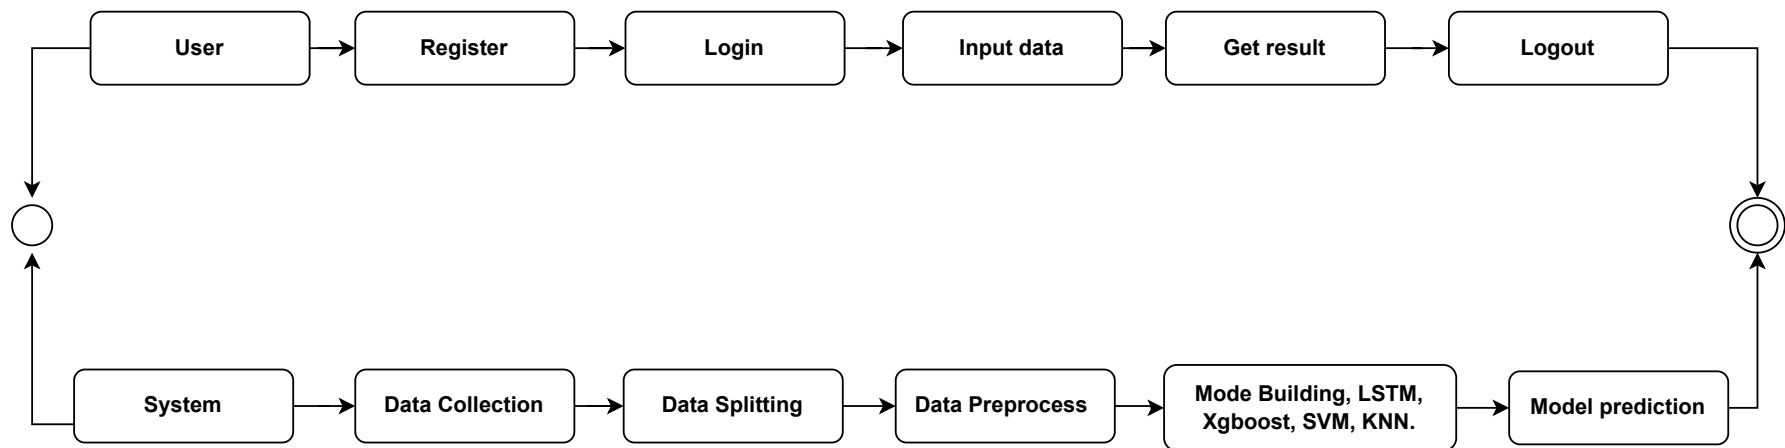 User
Register
Login
Input data
Get result
Logout
System
Data Collection
Data Splitting
Data Preprocess
Mode Building, LSTM,
Xgboost, SVM, KNN.
Model prediction